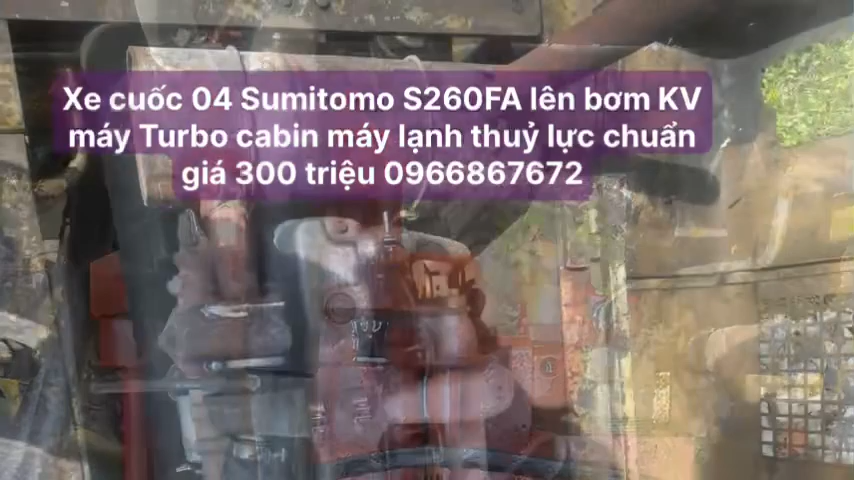 Xe cuốc 04 Sumitomo S260FA lên bơm KV
máy Turbo cabin máy lạnh thuỷ lực chuẩn
giá 300 triệu 0966867672